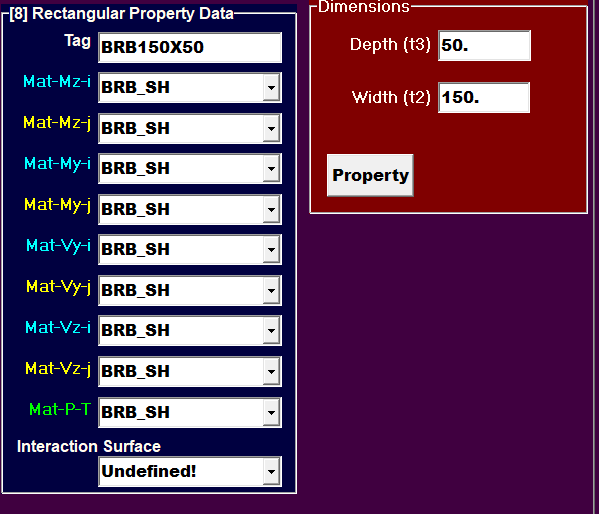 [8] Rectangular Property Data
Tag BRB150X50
Mat-Mz-i BRB_SH
Mat-Mz-j BRB_SH
Mat-My-i BRB_SH
Mat-My-j BRB_SH
Mat-Vy-i BRB_SH
Mat-Vy-j BRB_SH
Mat-Vz-i BRB_SH
Mat-Vz-j BRB_SH
Mat-P-T BRB_SH
Interaction Surface
Undefined!
Dimensions
Depth (t3) 50.
Width (t2) 150.
Property